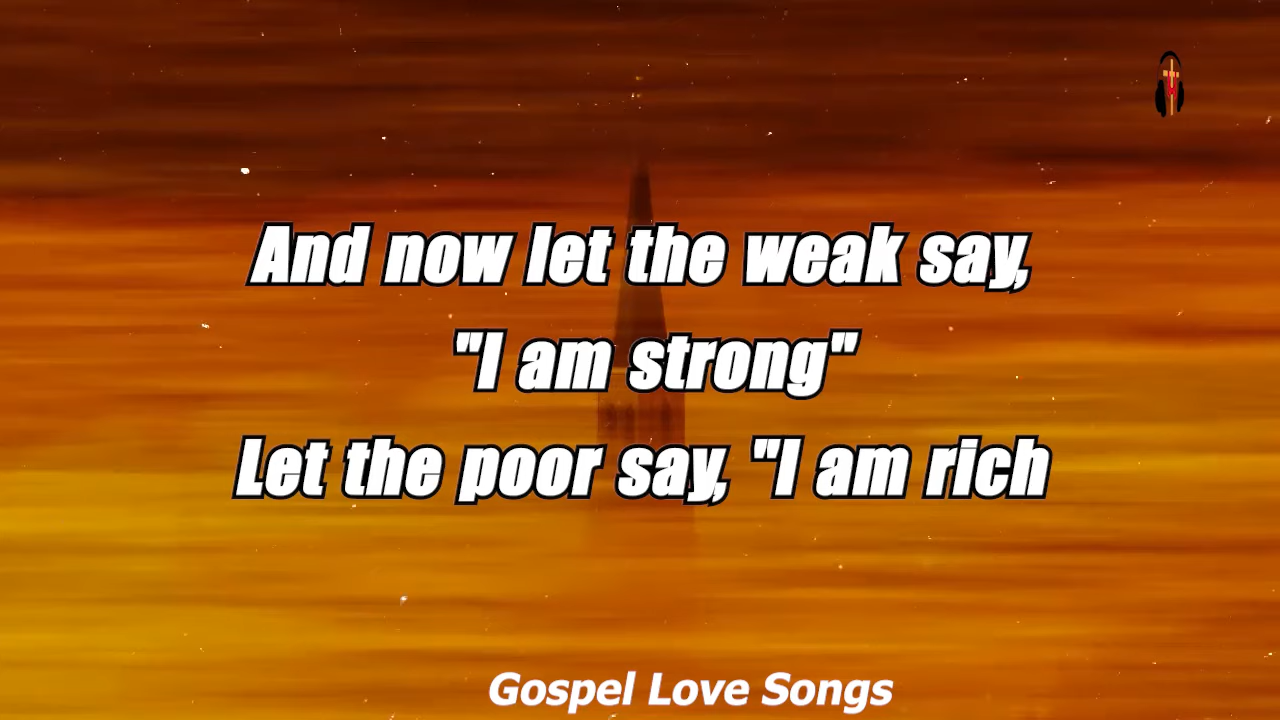 And now let the weak say,
"I am strong"
Let the poor say, "I am rich
Gospel Love Songs